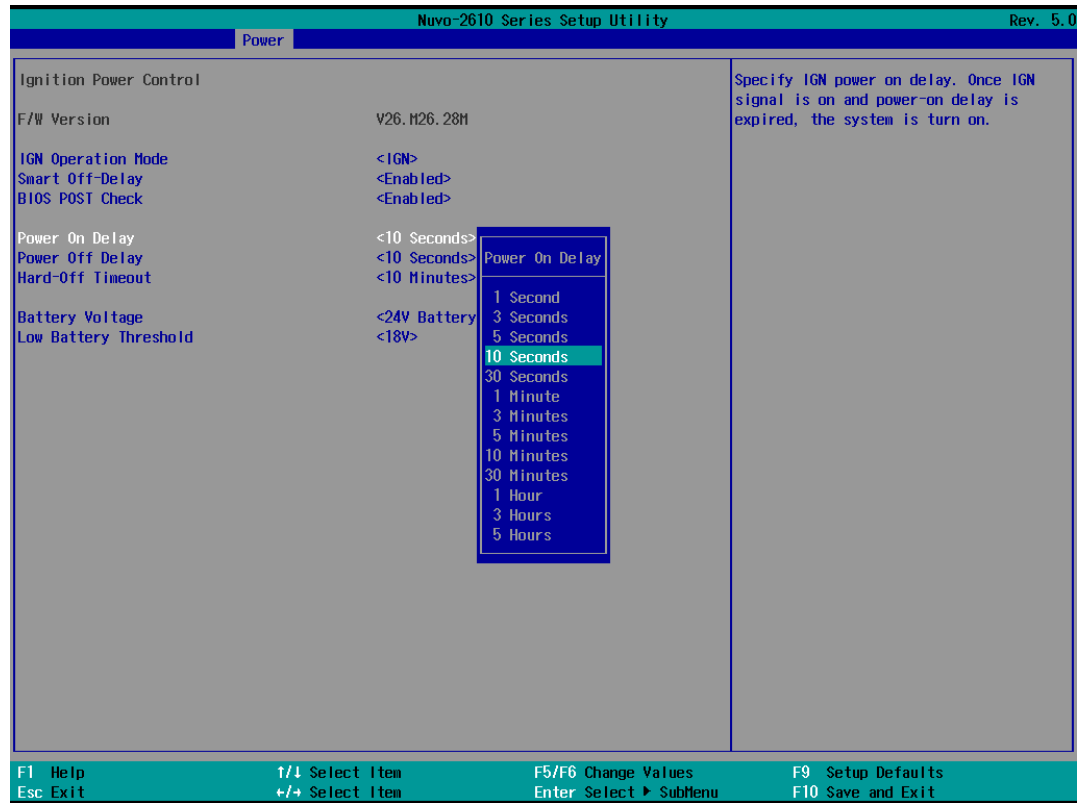 Nuvo-2610 Series Setup Utility Rev. 5.0
Power
Ignition Power Control
F/W Version V26.M26.28M
IGN Operation Mode <IGN>
Smart Off-Delay <Enabled>
BIOS POST Check <Enabled>
Power On Delay <10 Seconds>
Power Off Delay <10 Seconds>
Hard-Off Timeout <10 Minutes>
Battery Voltage <24V Battery
Low Battery Threshold <18V>
Power On Delay
1 Second
3 Seconds
5 Seconds
10 Seconds
30 Seconds
1 Minute
3 Minutes
5 Minutes
10 Minutes
30 Minutes
1 Hour
3 Hours
5 Hours
Specify IGN power on delay. Once IGN
signal is on and power-on delay is
expired, the system is turn on.
F1 Help ↑/↓ Select Item F5/F6 Change Values F9 Setup Defaults
Esc Exit ←/→ Select Item Enter Select ▶ SubMenu F10 Save and Exit